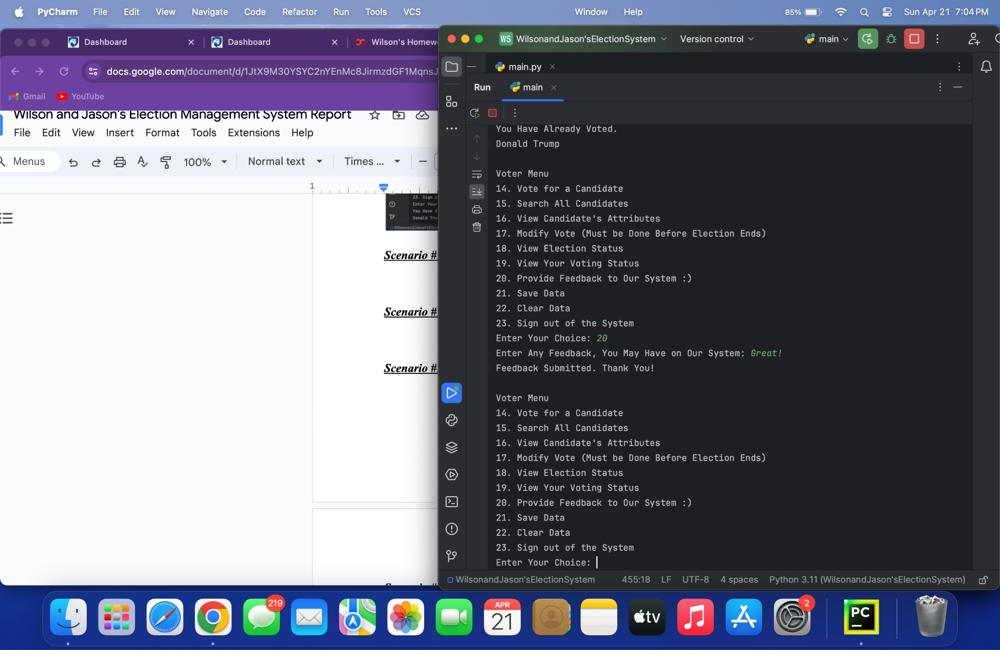 PyCharm File Edit View Navigate Code Refactor Run Tools VCS Window Help 85% Sun Apr 21 7:04 PM
Dashboard Dashboard Wilson's Homew
docs.google.com/document/d/1JtX9M30YSYC2nYEnMc8JirmzdGF1MqnsJ
Gmail YouTube
Wilson and Jason's Election Management System Report
File Edit View Insert Format Tools Extensions Help
Menus 100% Normal text Times ...
1
23. Sign o
Enter Your
You Have A
Donald Tru
WilsonandJason'sElec
Scenario #
Scenario #
Scenario #
WS WilsonandJason'sElectionSystem Version control main
main.py
Run main
You Have Already Voted.
Donald Trump
Voter Menu
14. Vote for a Candidate
15. Search All Candidates
16. View Candidate's Attributes
17. Modify Vote (Must be Done Before Election Ends)
18. View Election Status
19. View Your Voting Status
20. Provide Feedback to Our System :)
21. Save Data
22. Clear Data
23. Sign out of the System
Enter Your Choice: 20
Enter Any Feedback, You May Have on Our System: Great!
Feedback Submitted. Thank You!
Voter Menu
14. Vote for a Candidate
15. Search All Candidates
16. View Candidate's Attributes
17. Modify Vote (Must be Done Before Election Ends)
18. View Election Status
19. View Your Voting Status
20. Provide Feedback to Our System :)
21. Save Data
22. Clear Data
23. Sign out of the System
Enter Your Choice:
WilsonandJason'sElectionSystem 455:18 LF UTF-8 4 spaces Python 3.11 (WilsonandJason'sElectionSystem)
219 APR 21 tv 2 PC